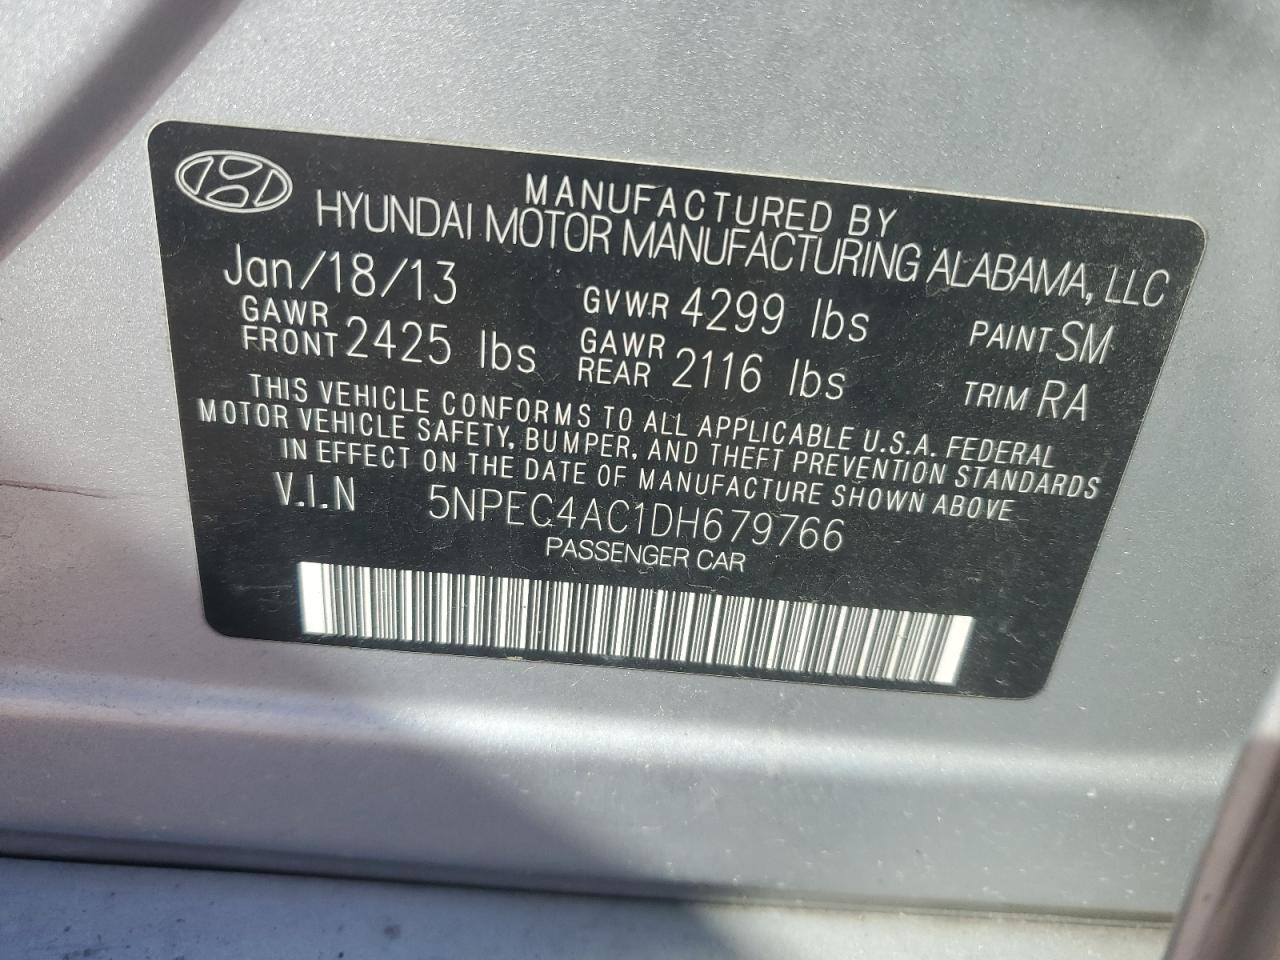 MANUFACTURED BY
HYUNDAI MOTOR MANUFACTURING ALABAMA, LLC
Jan/18/13 GVWR 4299 lbs PAINT SM
GAWR FRONT 2425 lbs GAWR REAR 2116 lbs TRIM RA
THIS VEHICLE CONFORMS TO ALL APPLICABLE U.S.A. FEDERAL
MOTOR VEHICLE SAFETY, BUMPER, AND THEFT PREVENTION STANDARDS
IN EFFECT ON THE DATE OF MANUFACTURE SHOWN ABOVE
V.I.N 5NPEC4AC1DH679766
PASSENGER CAR